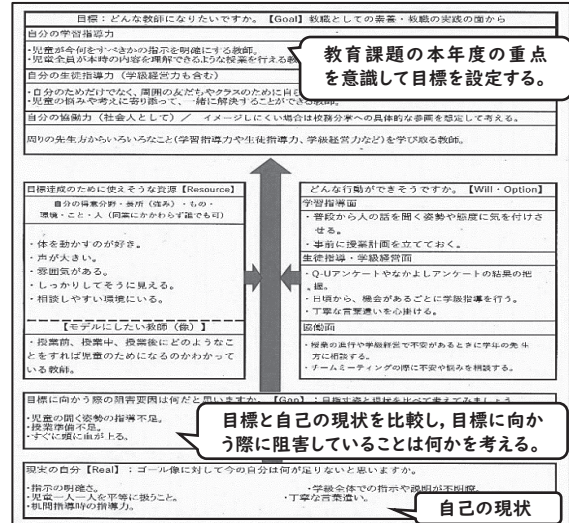 目標：どんな教師になりたいですか。【Goal】教職としての素養・教職の実践の面から
自分の学習指導力
・児童が今何をすべきかの指示を明確にする教師。
・児童全員が本時の内容を理解できるような授業を行える教
教育課題の本年度の重点
を意識して目標を設定する。
自分の生徒指導力（学級経営力も含む）
・自分のためだけでなく、周囲の友だちやクラスのために自
・児童の悩みや考えに寄り添って、一緒に解決することができる教師。
自分の協働力（社会人として）／ イメージしにくい場合は校務分掌への具体的な参画を想定して考える。
周りの先生方からいろいろなこと（学習指導力や生徒指導力、学級経営力など）を学び取る教師。
目標達成のために使えそうな資源【Resource】
自分の得意分野・長所（強み）・もの・
環境・こと・人（同業にかかわらず誰でも可）
・体を動かすのが好き。
・声が大きい。
・雰囲気がある。
・しっかりしてそうに見える。
・相談しやすい環境にいる。
【モデルにしたい教師（像）】
・授業前、授業中、授業後にどのようなこ
とをすれば児童のためになるのかわかって
いる教師。
どんな行動ができそうですか。【Will・Option】
学習指導面
・普段から人の話を聞く姿勢や態度に気を付けさ
せる。
・事前に授業計画を立てておく。
生徒指導・学級経営面
・Q-Uアンケートやなかよしアンケートの結果の把
握。
・日頃から、機会があるごとに学級指導を行う。
・丁寧な言葉遣いを心掛ける。
協働面
・授業の進行や学級経営で不安があるときに学年の先生
方に相談する。
・チームミーティングの際に不安や悩みを相談する。
目標に向かう際の阻害要因は何だと思いますか。【Gap】：目指す姿と現状を比べて考えてみましょう
・児童の聞く姿勢の指導不足。
・授業準備不足。
・すぐに頭に血が上る。
目標と自己の現状を比較し，目標に向か
う際に阻害していることは何かを考える。
現実の自分【Real】：ゴール像に対して今の自分は何が足りないと思いますか。
・指示の明確さ。
・学級全体での指示や説明が不明瞭。
・児童一人一人を平等に扱うこと。
・丁寧な言葉遣い。
・机間指導時の指導力。
自己の現状